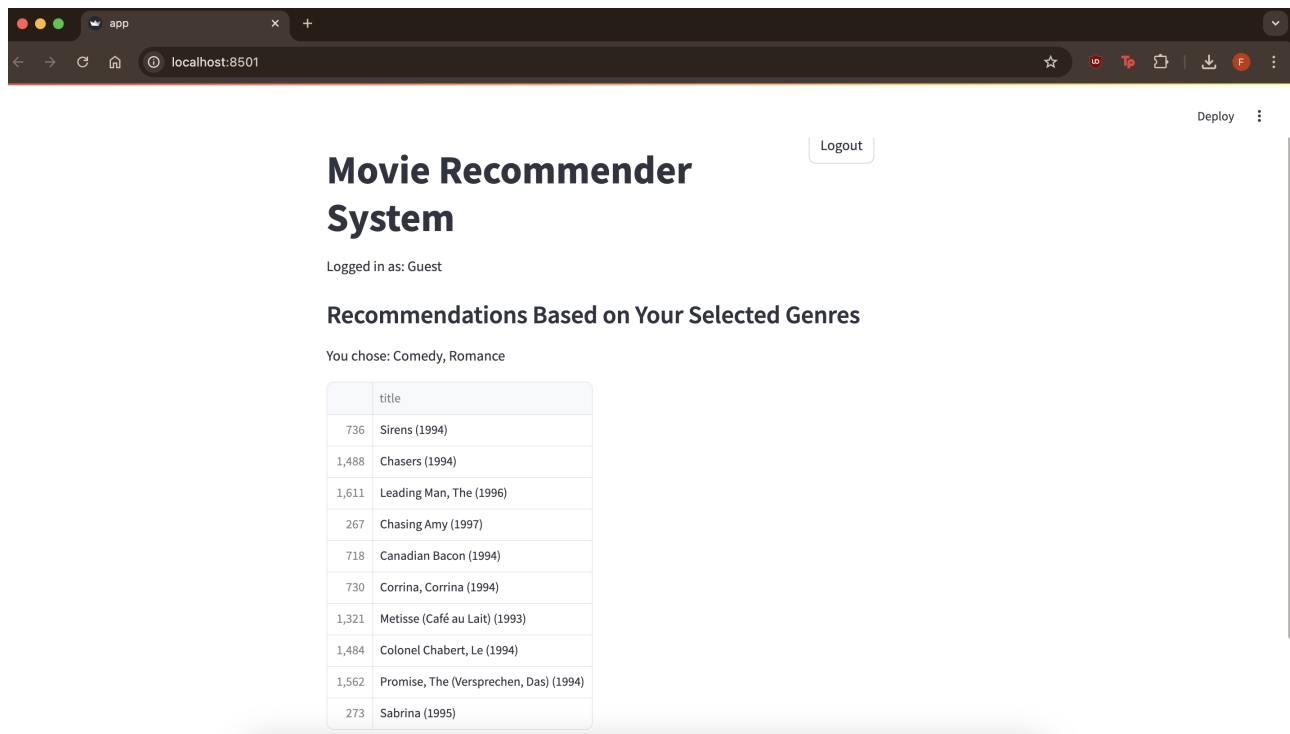 app
localhost:8501
UD
Tp
F
Deploy
Logout
Movie Recommender
System
Logged in as: Guest
Recommendations Based on Your Selected Genres
You chose: Comedy, Romance
title
736 Sirens (1994)
1,488 Chasers (1994)
1,611 Leading Man, The (1996)
267 Chasing Amy (1997)
718 Canadian Bacon (1994)
730 Corrina, Corrina (1994)
1,321 Metisse (Café au Lait) (1993)
1,484 Colonel Chabert, Le (1994)
1,562 Promise, The (Versprechen, Das) (1994)
273 Sabrina (1995)